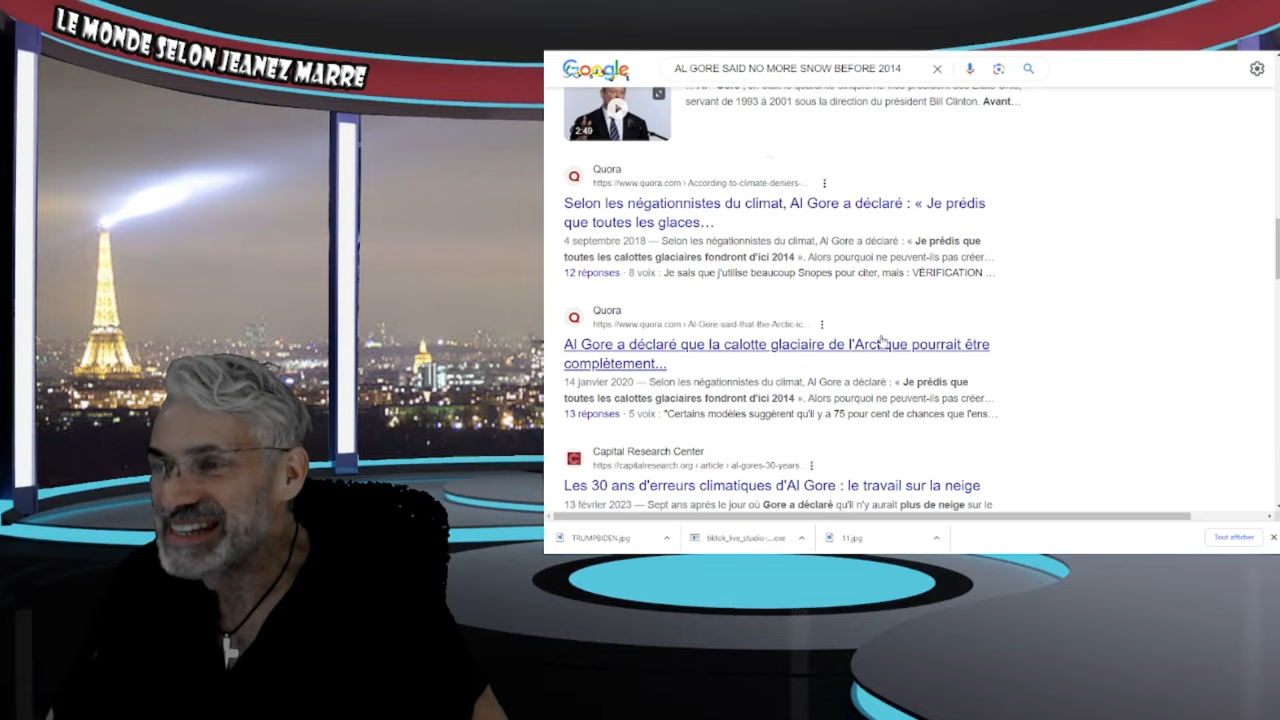 LE MONDE SELON JEANEZ MARRE
Google
AL GORE SAID NO MORE SNOW BEFORE 2014
servant de 1993 à 2001 sous la direction du président Bill Clinton. Avant…
2:49
Quora
https://www.quora.com › According-to-climate-deniers-...
Selon les négationnistes du climat, Al Gore a déclaré : « Je prédis
que toutes les glaces…
4 septembre 2018 — Selon les négationnistes du climat, Al Gore a déclaré : « Je prédis que
toutes les calottes glaciaires fondront d'ici 2014 ». Alors pourquoi ne peuvent-ils pas créer…
12 réponses · 8 voix : Je sais que j'utilise beaucoup Snopes pour citer, mais : VÉRIFICATION …
Quora
https://www.quora.com › Al-Gore-said-that-the-Arctic-ic...
Al Gore a déclaré que la calotte glaciaire de l'Arctique pourrait être
complètement…
14 janvier 2020 — Selon les négationnistes du climat, Al Gore a déclaré : « Je prédis que
toutes les calottes glaciaires fondront d'ici 2014 ». Alors pourquoi ne peuvent-ils pas créer…
13 réponses · 5 voix : "Certains modèles suggèrent qu'il y a 75 pour cent de chances que l'ens…
Capital Research Center
https://capitalresearch.org › article › al-gores-30-years...
Les 30 ans d'erreurs climatiques d'Al Gore : le travail sur la neige
13 février 2023 — Sept ans après le jour où Gore a déclaré qu'il n'y aurait plus de neige sur le
TRUMPBIDEN.jpg
tiktok_live_studio-....exe
11.jpg
Tout afficher